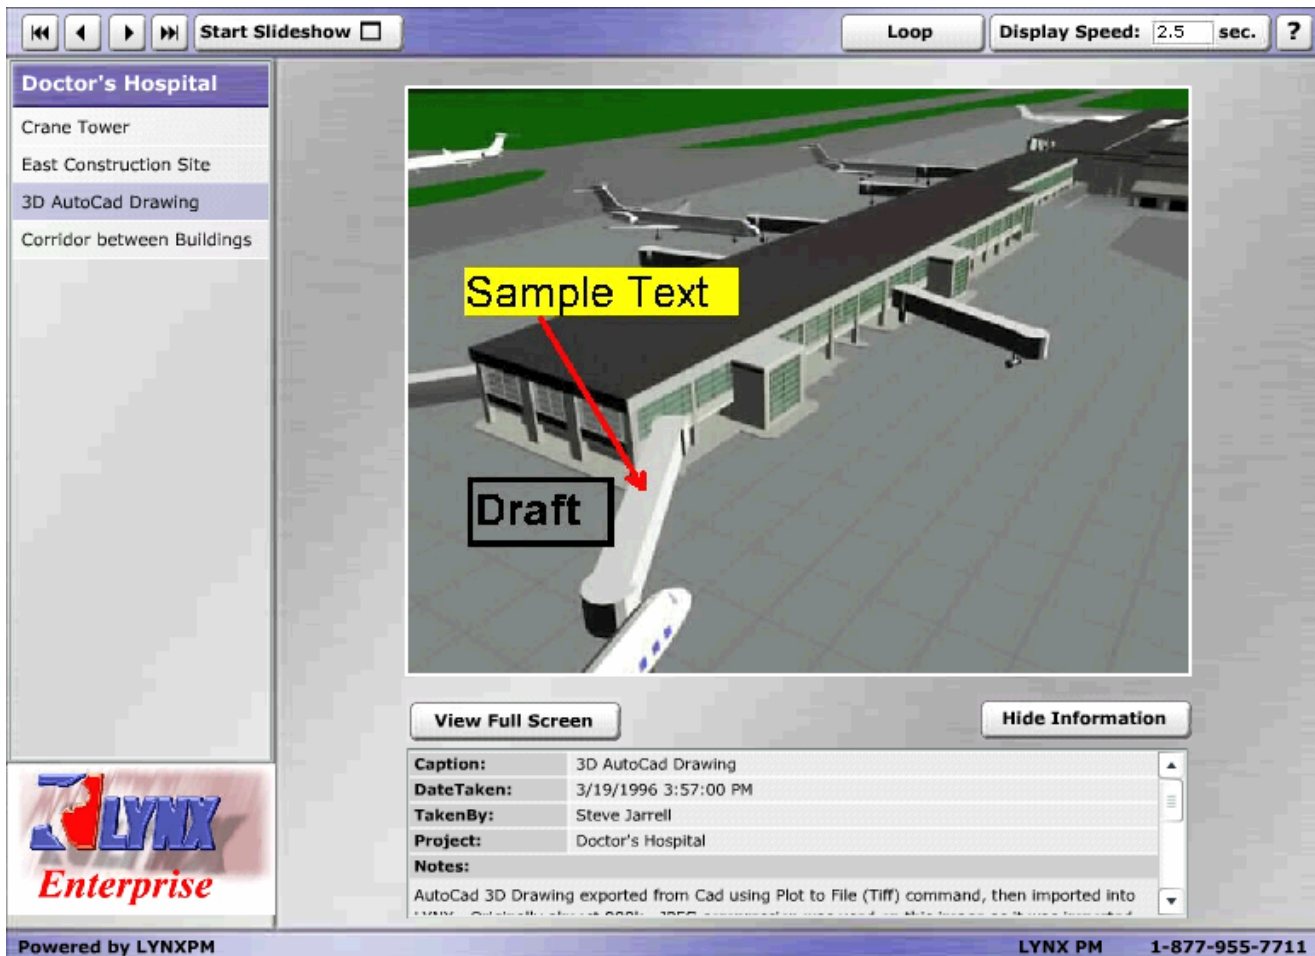 Start Slideshow
Loop
Display Speed: 2.5 sec.
?
Doctor's Hospital
Crane Tower
East Construction Site
3D AutoCad Drawing
Corridor between Buildings
Sample Text
Draft
View Full Screen
Hide Information
Caption: 3D AutoCad Drawing
DateTaken: 3/19/1996 3:57:00 PM
TakenBy: Steve Jarrell
Project: Doctor's Hospital
Notes:
AutoCad 3D Drawing exported from Cad using Plot to File (Tiff) command, then imported into
LYNX
Enterprise
Powered by LYNXPM
LYNX PM 1-877-955-7711